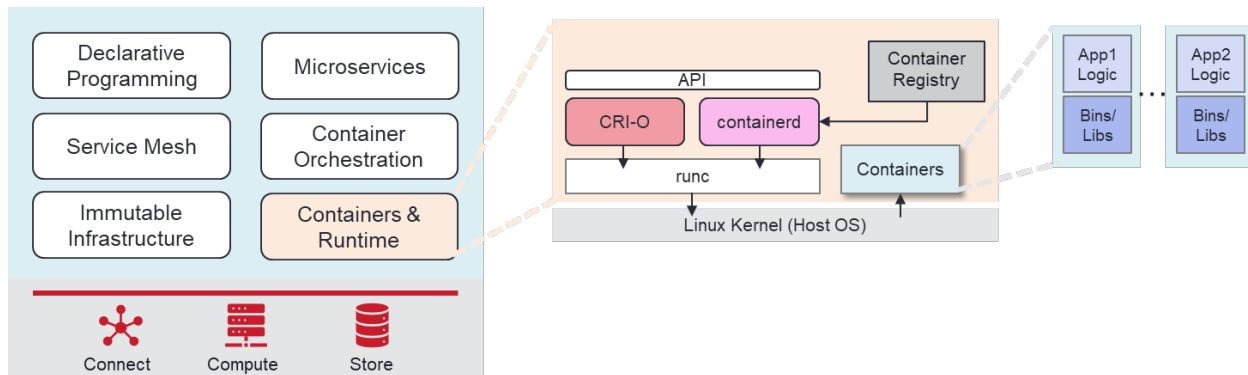 Declarative
Programming
Microservices
Service Mesh
Container
Orchestration
Immutable
Infrastructure
Containers &
Runtime
Connect
Compute
Store
API
Container
Registry
CRI-O
containerd
runc
Containers
Linux Kernel (Host OS)
App1
Logic
Bins/
Libs
...
App2
Logic
Bins/
Libs